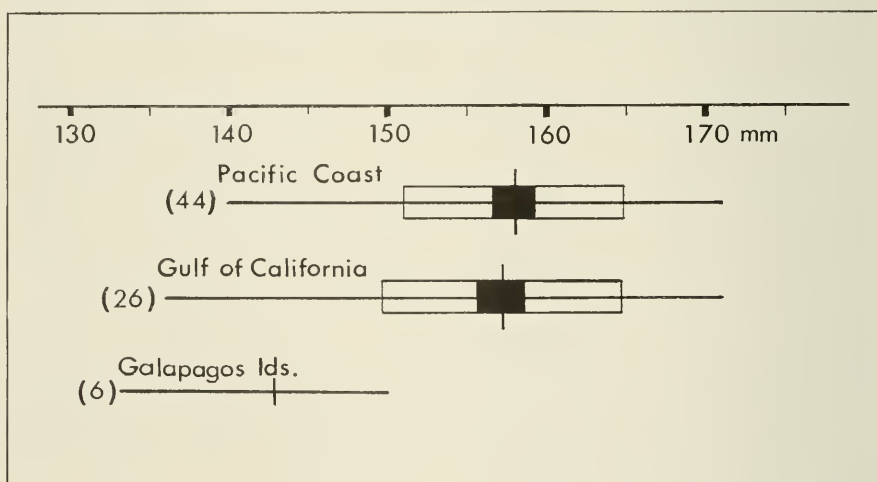 130 140 150 160 170 mm
Pacific Coast
(44)
Gulf of California
(26)
Galapagos Ids.
(6)